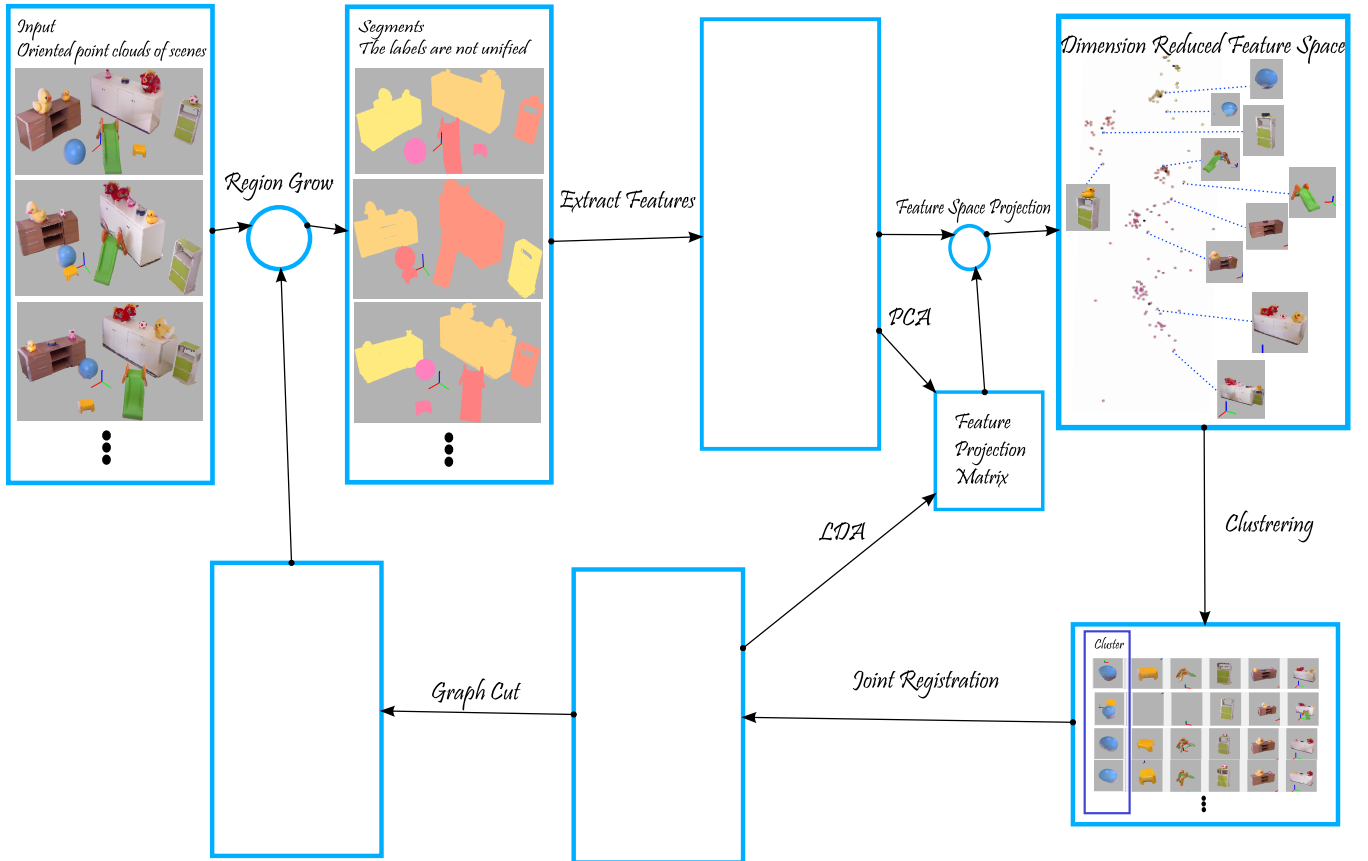 Input
Oriented point clouds of scenes
Segments
The labels are not unified
Dimension Reduced Feature Space
Region Grow
Extract Features
Feature Space Projection
PCA
Feature
Projection
Matrix
LDA
Clustrering
Cluster
Joint Registration
Graph Cut